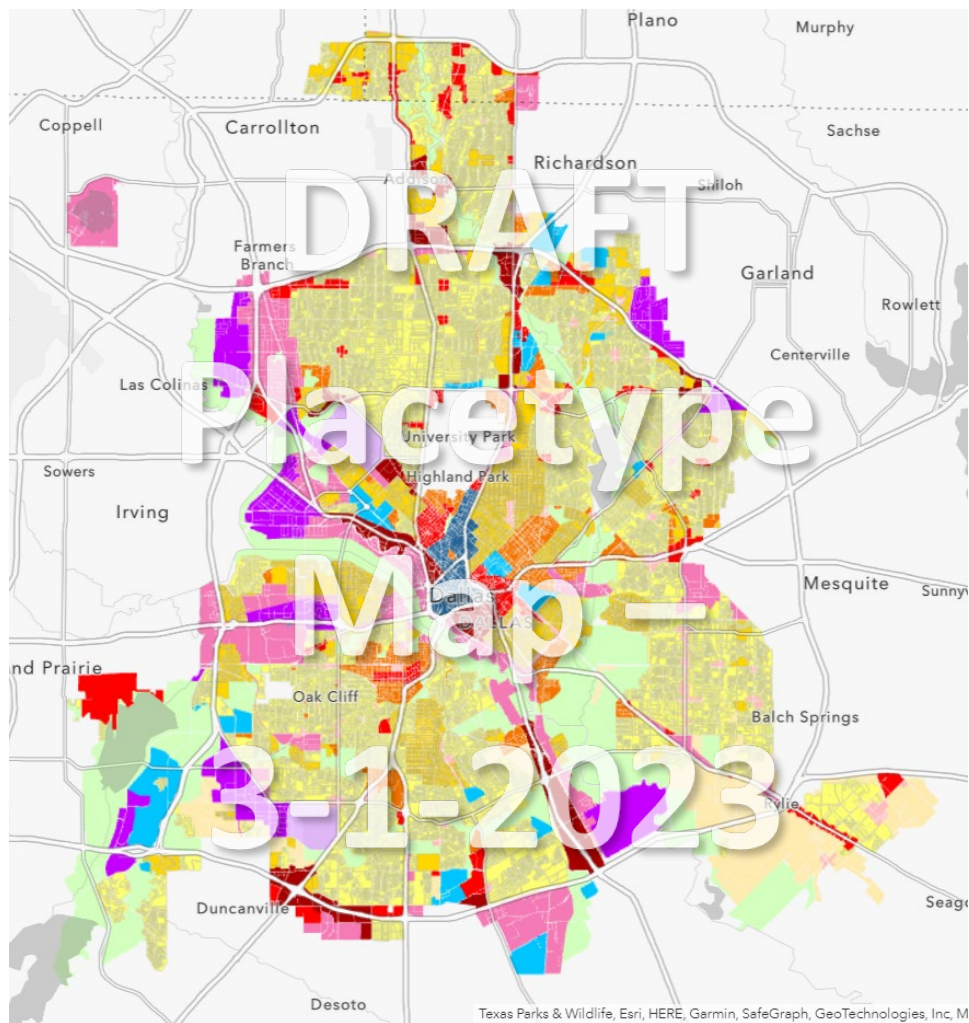 Plano
Murphy
Coppell
Carrollton
Sachse
Richardson
Addison
Shiloh
DRAFT
Farmers
Branch
Garland
Rowlett
Centerville
Las Colinas
Placetype
University Park
Sowers
Highland Park
Irving
Mesquite
Dallas
Map –
DALLAS
nd Prairie
Oak Cliff
Balch Springs
3-1-2023
Rylie
Duncanville
Seago
Desoto
Texas Parks & Wildlife, Esri, HERE, Garmin, SafeGraph, GeoTechnologies, Inc, M